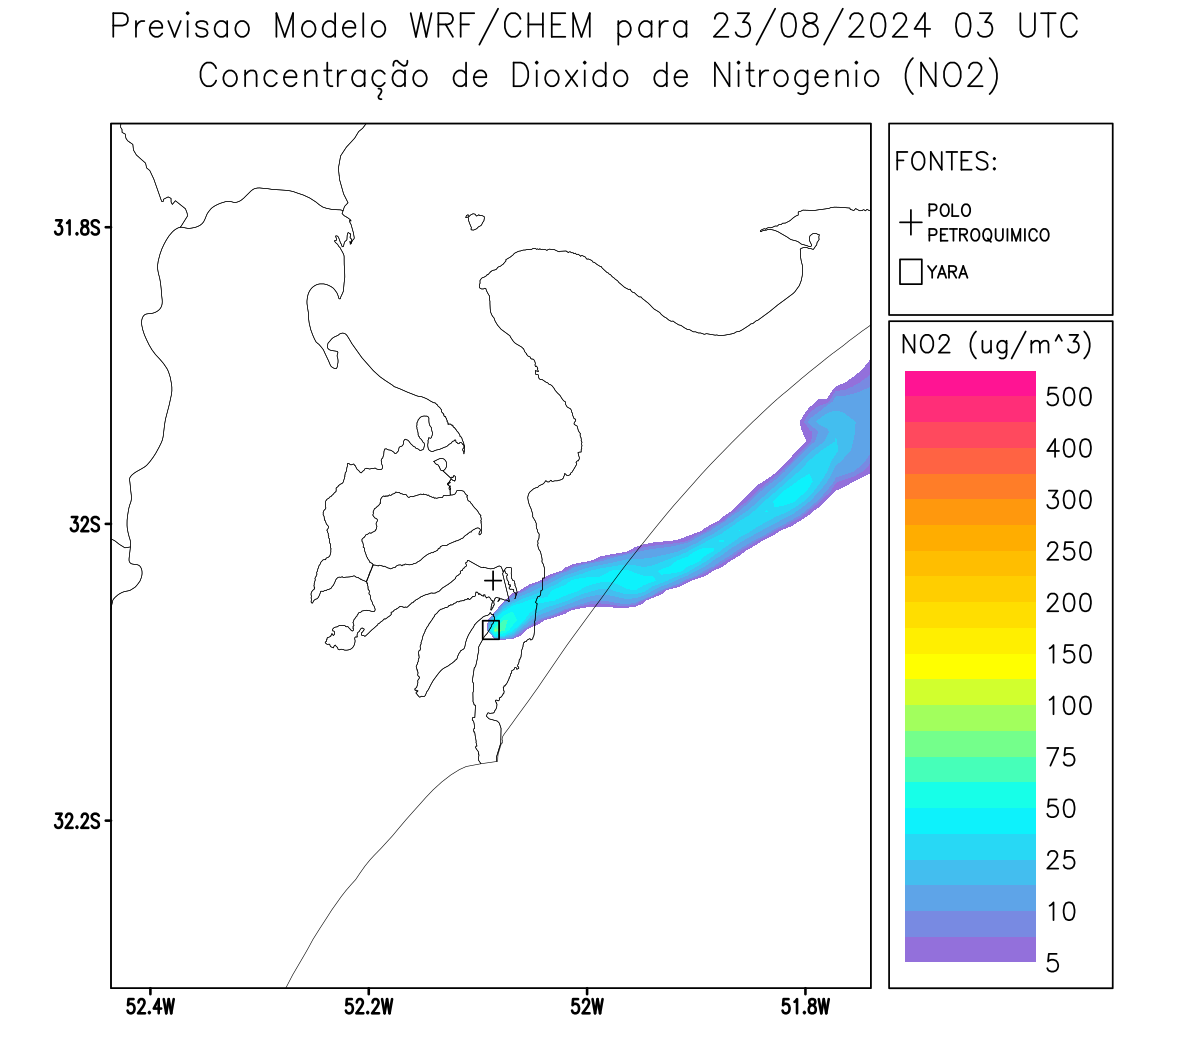 Previsao Modelo WRF/CHEM para 23/08/2024 03 UTC
Concentração de Dioxido de Nitrogenio (NO2)
FONTES:
POLO
PETROQUIMICO
YARA
31.8S
32S
32.2S
52.4W
52.2W
52W
51.8W
NO2 (ug/m^3)
500
400
300
250
200
150
100
75
50
25
10
5